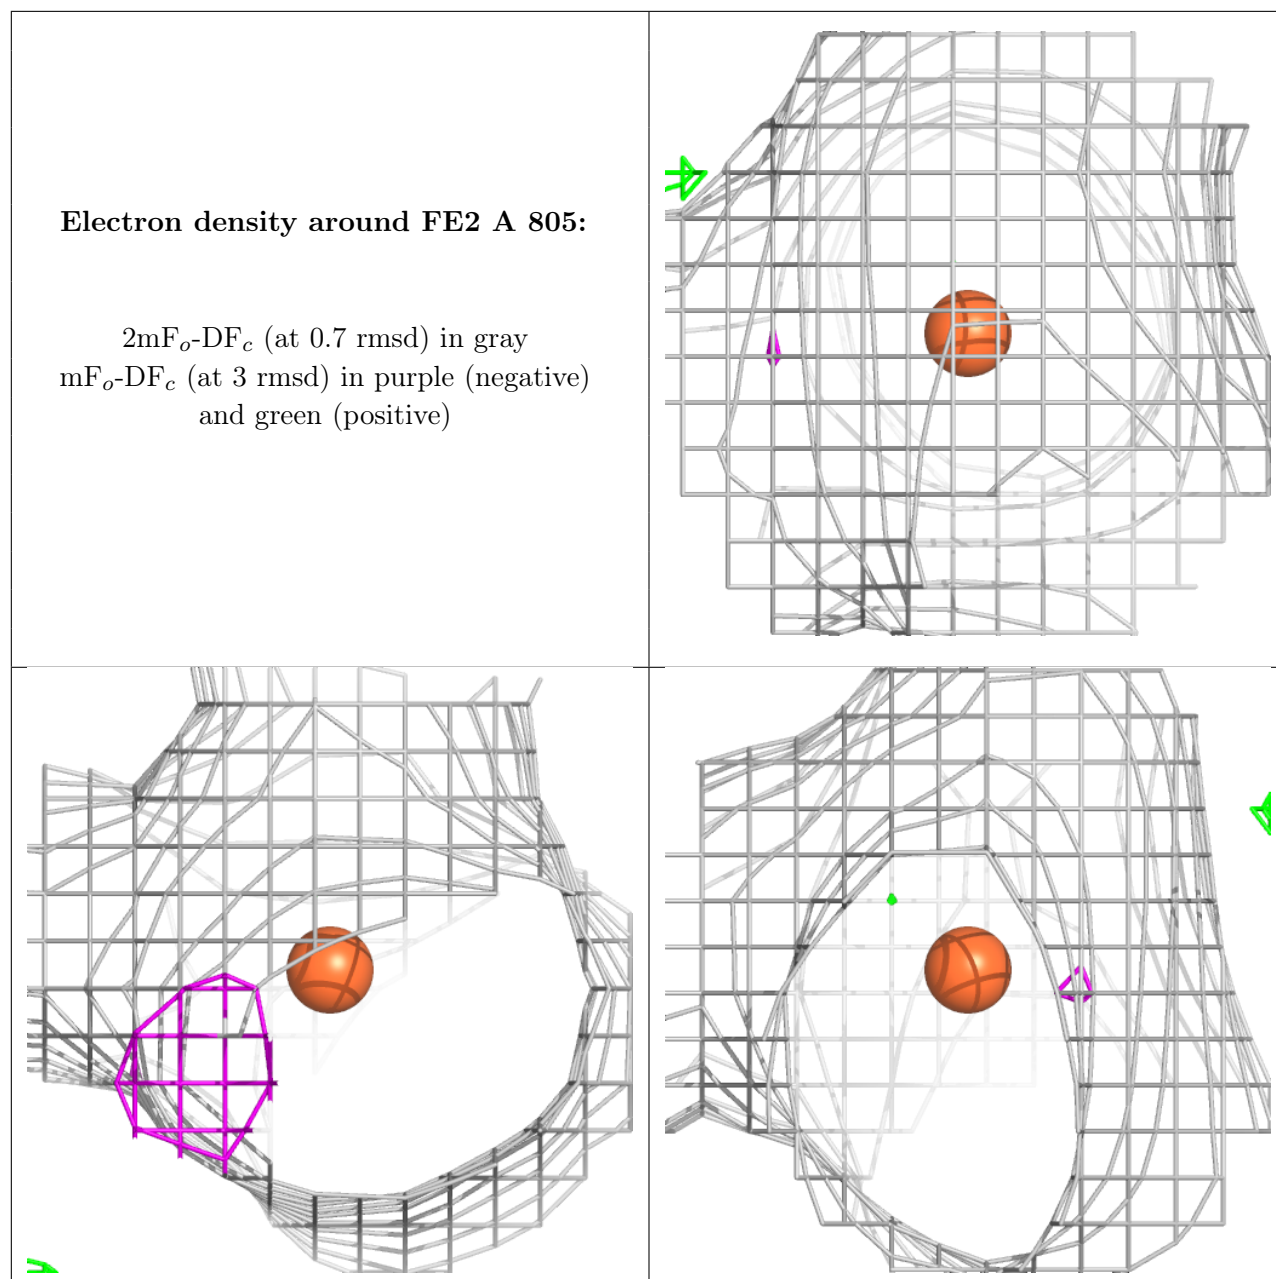 Electron density around FE2 A 805:
2mFo-DFc (at 0.7 rmsd) in gray
mFo-DFc (at 3 rmsd) in purple (negative)
and green (positive)